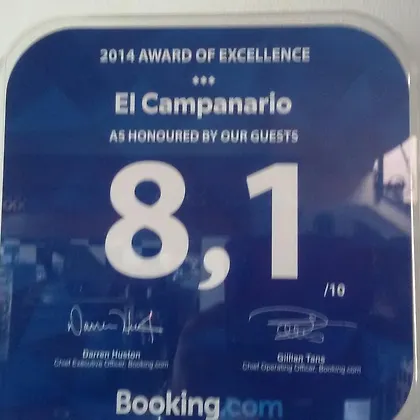 2014 AWARD OF EXCELLENCE
***
El Campanario
AS HONOURED BY OUR GUESTS
8,1
/10
Darren Huston
Chief Executive Officer, Booking.com
Gillian Tans
Chief Operating Officer, Booking.com
Booking.com